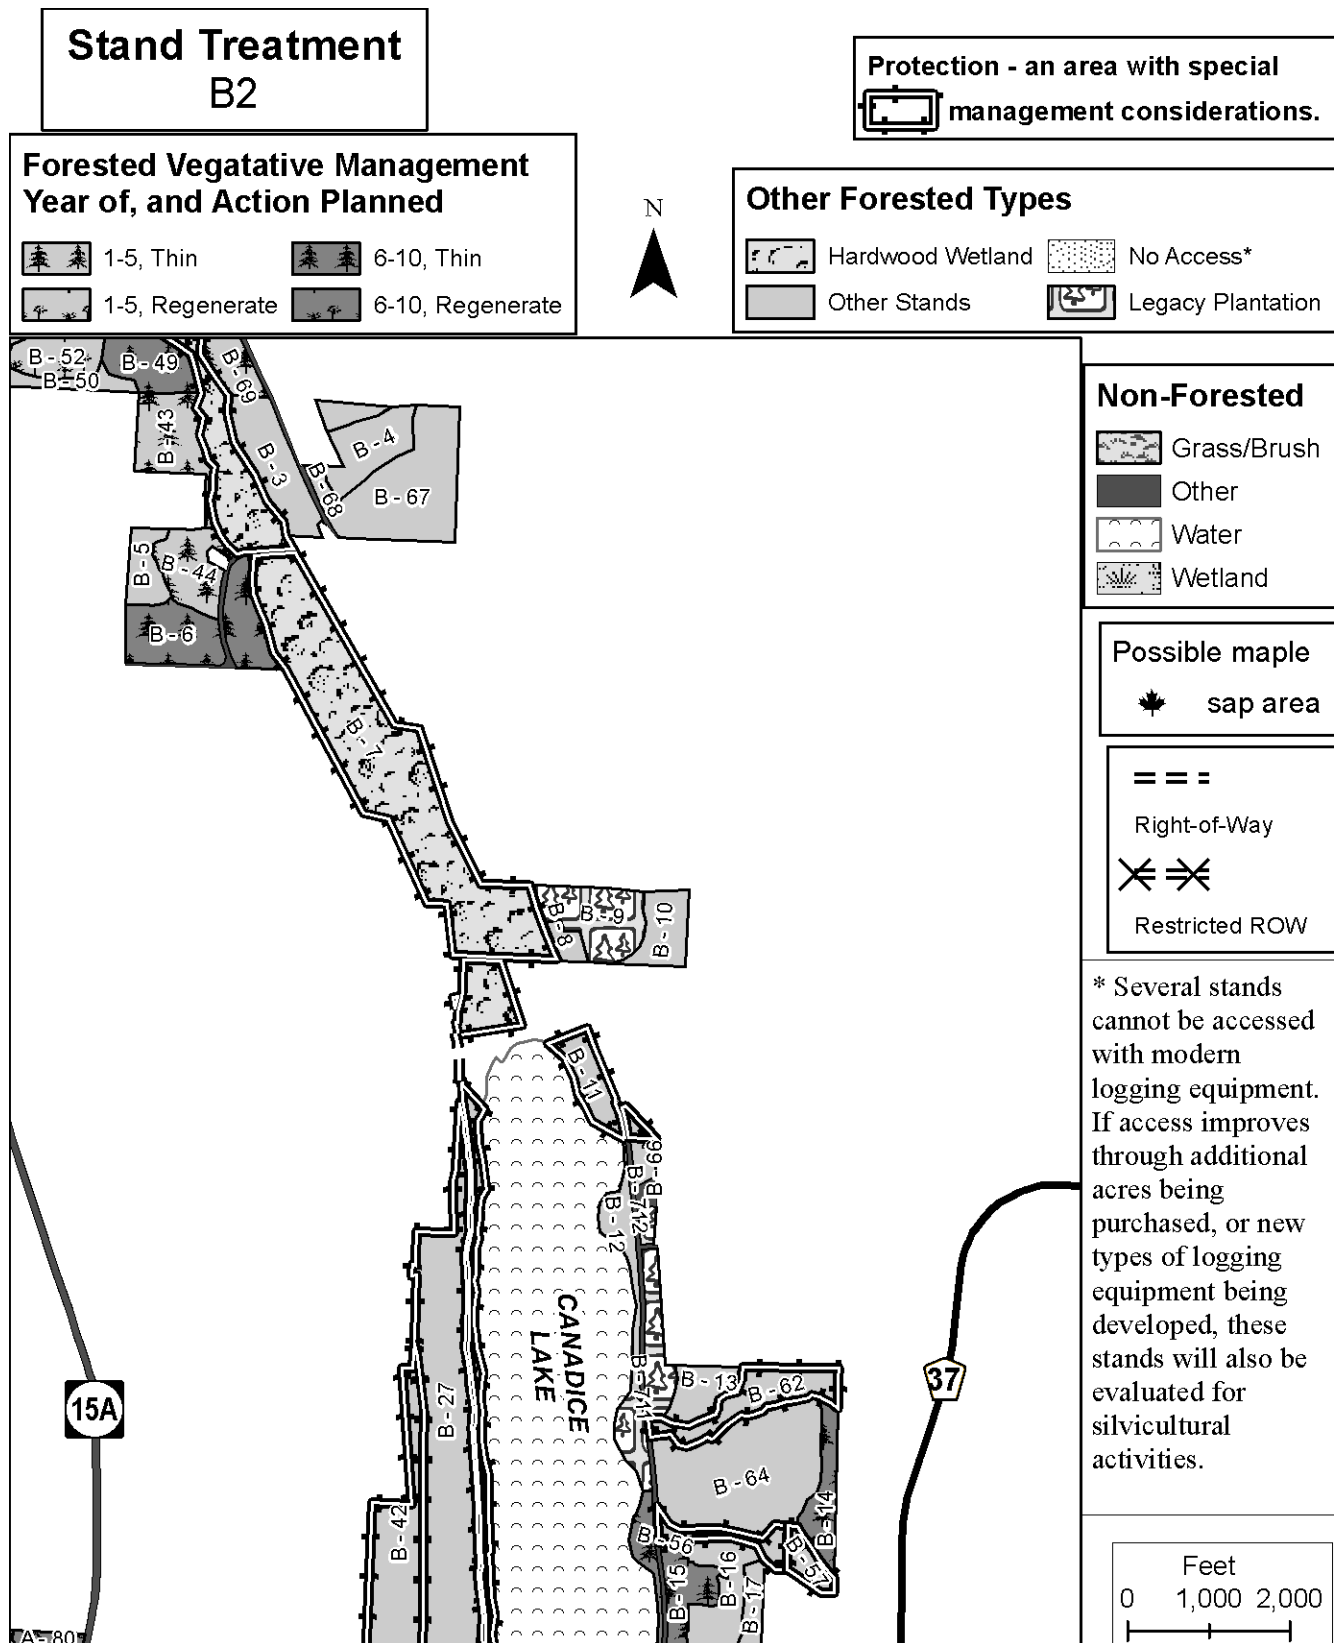 Stand Treatment
B2
Protection - an area with special
management considerations.
Forested Vegatative Management
Year of, and Action Planned
1-5, Thin
6-10, Thin
1-5, Regenerate
6-10, Regenerate
N
Other Forested Types
Hardwood Wetland
No Access*
Other Stands
Legacy Plantation
Non-Forested
Grass/Brush
Other
Water
Wetland
Possible maple
sap area
Right-of-Way
Restricted ROW
* Several stands
cannot be accessed
with modern
logging equipment.
If access improves
through additional
acres being
purchased, or new
types of logging
equipment being
developed, these
stands will also be
evaluated for
silvicultural
activities.
Feet
0 1,000 2,000
B - 52
B - 50
B - 49
B - 69
B - 43
B - 3
B - 4
B - 68
B - 67
B - 5
B - 44
B - 6
B - 7
B - 8
B - 9
B - 10
B - 11
B - 66
B - 712
B - 12
CANADICE
LAKE
B - 711
B - 13
B - 62
B - 27
15A
37
B - 64
B - 14
B - 42
B - 56
B - 57
B - 15
B - 16
B - 17
A - 80